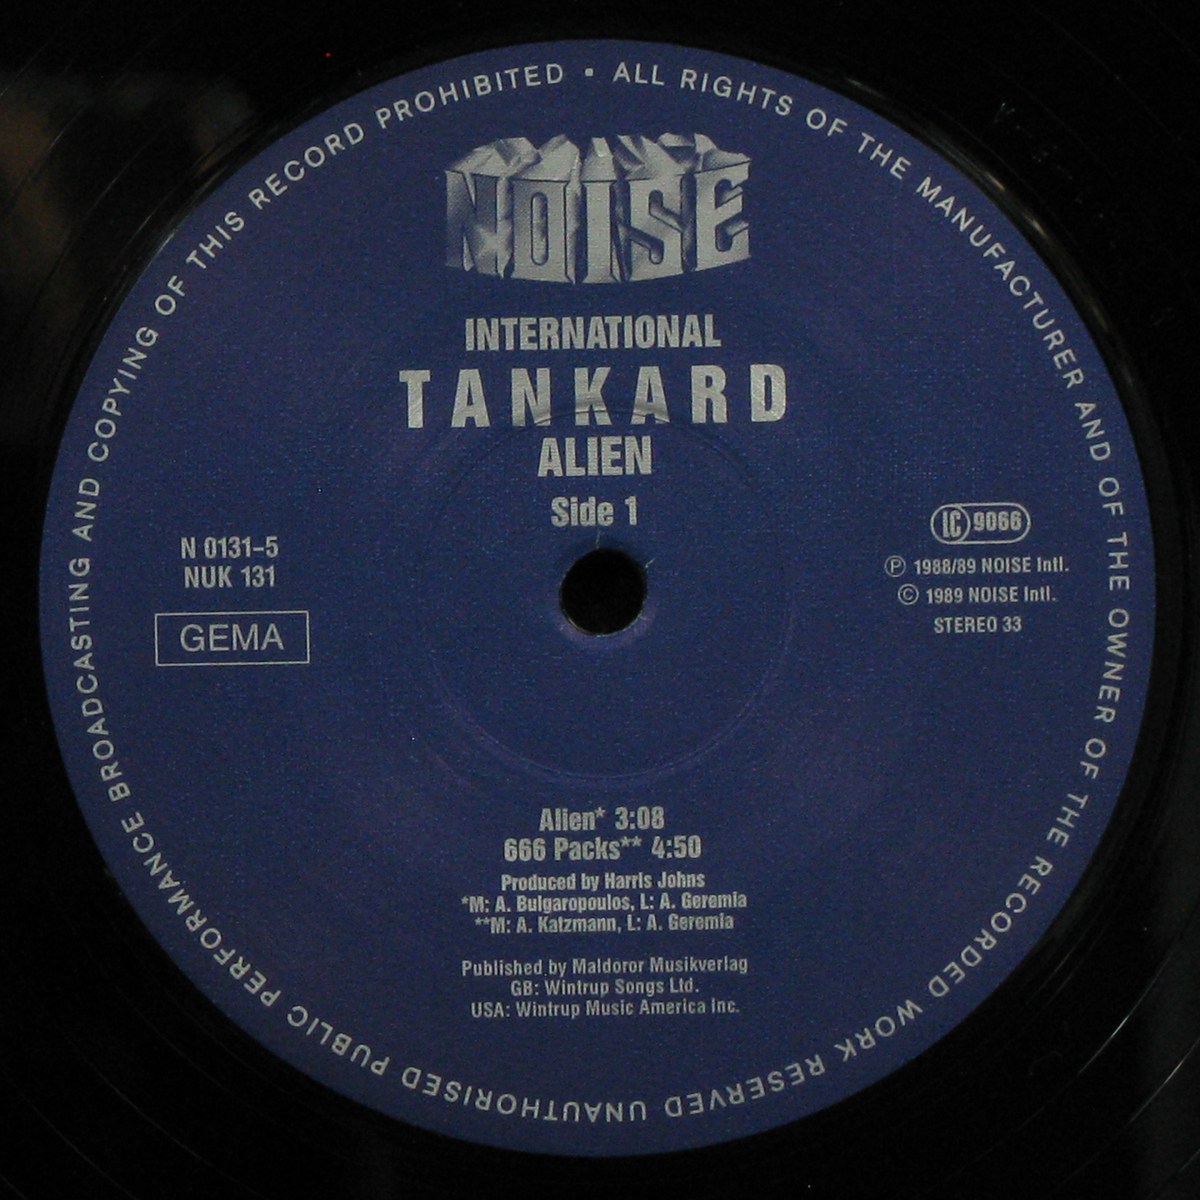 ALL RIGHTS OF THE MANUFACTURER AND OF THE OWNER OF THE RECORDED WORK RESERVED UNAUTHORISED PUBLIC PERFORMANCE BROADCASTING AND COPYING OF THIS RECORD PROHIBITED •
NOISE
INTERNATIONAL
TANKARD
ALIEN
Side 1
N 0131-5
NUK 131
GEMA
LC 9066
℗ 1988/89 NOISE Intl.
© 1989 NOISE Intl.
STEREO 33
Alien* 3:08
666 Packs** 4:50
Produced by Harris Johns
*M: A. Bulgaropoulos, L: A. Geremia
**M: A. Katzmann, L: A. Geremia
Published by Maldoror Musikverlag
GB: Wintrup Songs Ltd.
USA: Wintrup Music America Inc.